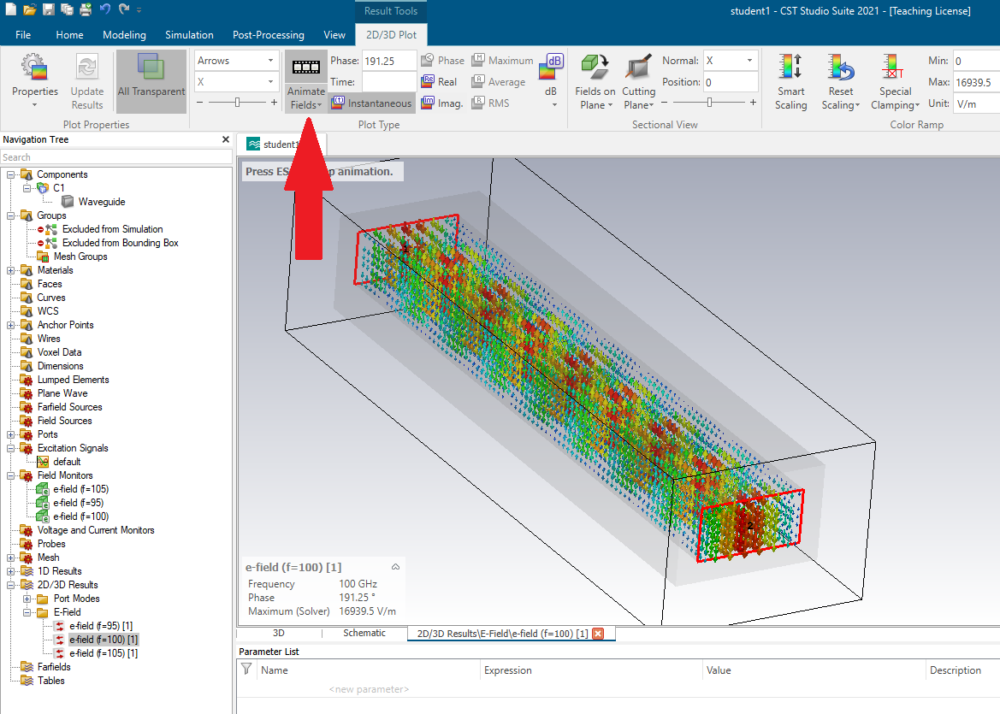 Result Tools
student1 - CST Studio Suite 2021 - [Teaching License]
File Home Modeling Simulation Post-Processing View 2D/3D Plot
Properties
Update Results
All Transparent
Plot Properties
Arrows
X
Animate Fields
Phase: 191.25
Time:
Instantaneous
Phase
Real
Imag.
Maximum
Average
RMS
dB
dB
Plot Type
Fields on Plane
Cutting Plane
Normal: X
Position: 0
Sectional View
Smart Scaling
Reset Scaling
Special Clamping
Min: 0
Max: 16939.5
Unit: V/m
Color Ramp
Navigation Tree
Search
Components
C1
Waveguide
Groups
Excluded from Simulation
Excluded from Bounding Box
Mesh Groups
Materials
Faces
Curves
WCS
Anchor Points
Wires
Voxel Data
Dimensions
Lumped Elements
Plane Wave
Farfield Sources
Field Sources
Ports
Excitation Signals
default
Field Monitors
e-field (f=105)
e-field (f=95)
e-field (f=100)
Voltage and Current Monitors
Probes
Mesh
1D Results
2D/3D Results
Port Modes
E-Field
e-field (f=95) [1]
e-field (f=100) [1]
e-field (f=105) [1]
Farfields
Tables
student1
Press ES p animation.
1
2
e-field (f=100) [1]
Frequency 100 GHz
Phase 191.25 °
Maximum (Solver) 16939.5 V/m
3D Schematic 2D/3D Results\E-Field\e-field (f=100) [1]
Parameter List
Name Expression Value Description
<new parameter>